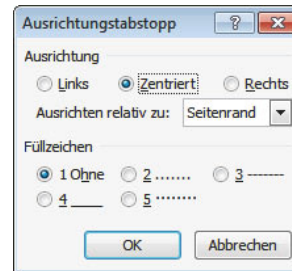 Ausrichtungstabstopp
Ausrichtung
Links Zentriert Rechts
Ausrichten relativ zu: Seitenrand
Füllzeichen
1 Ohne 2 ....... 3 -------
4 ____ 5 ········
OK Abbrechen